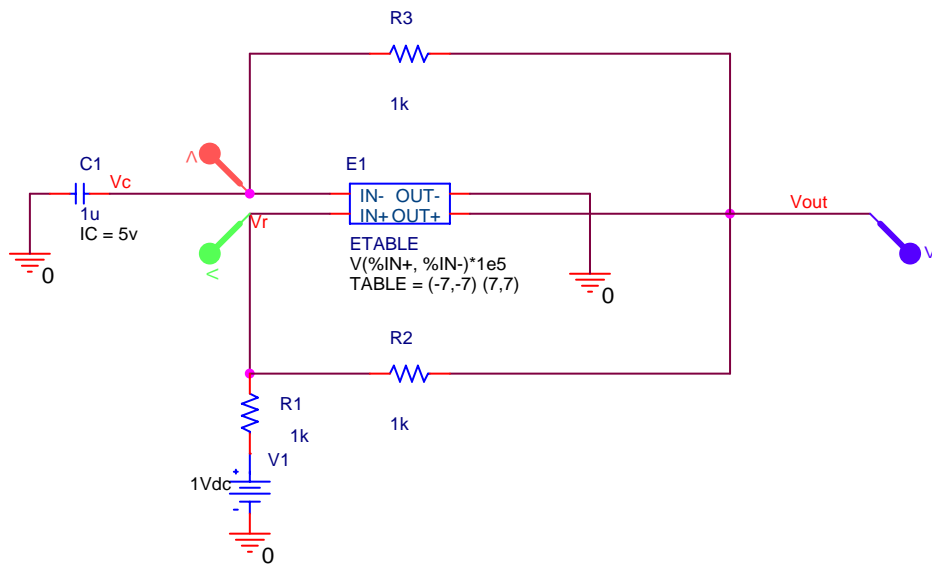 R3
1k
C1
Vc
1u
IC = 5v
0
V
E1
IN- OUT-
IN+ OUT+
Vr
V
ETABLE
V(%IN+, %IN-)*1e5
TABLE = (-7,-7) (7,7)
0
Vout
V
R2
1k
R1
1k
V1
1Vdc
+
-
0